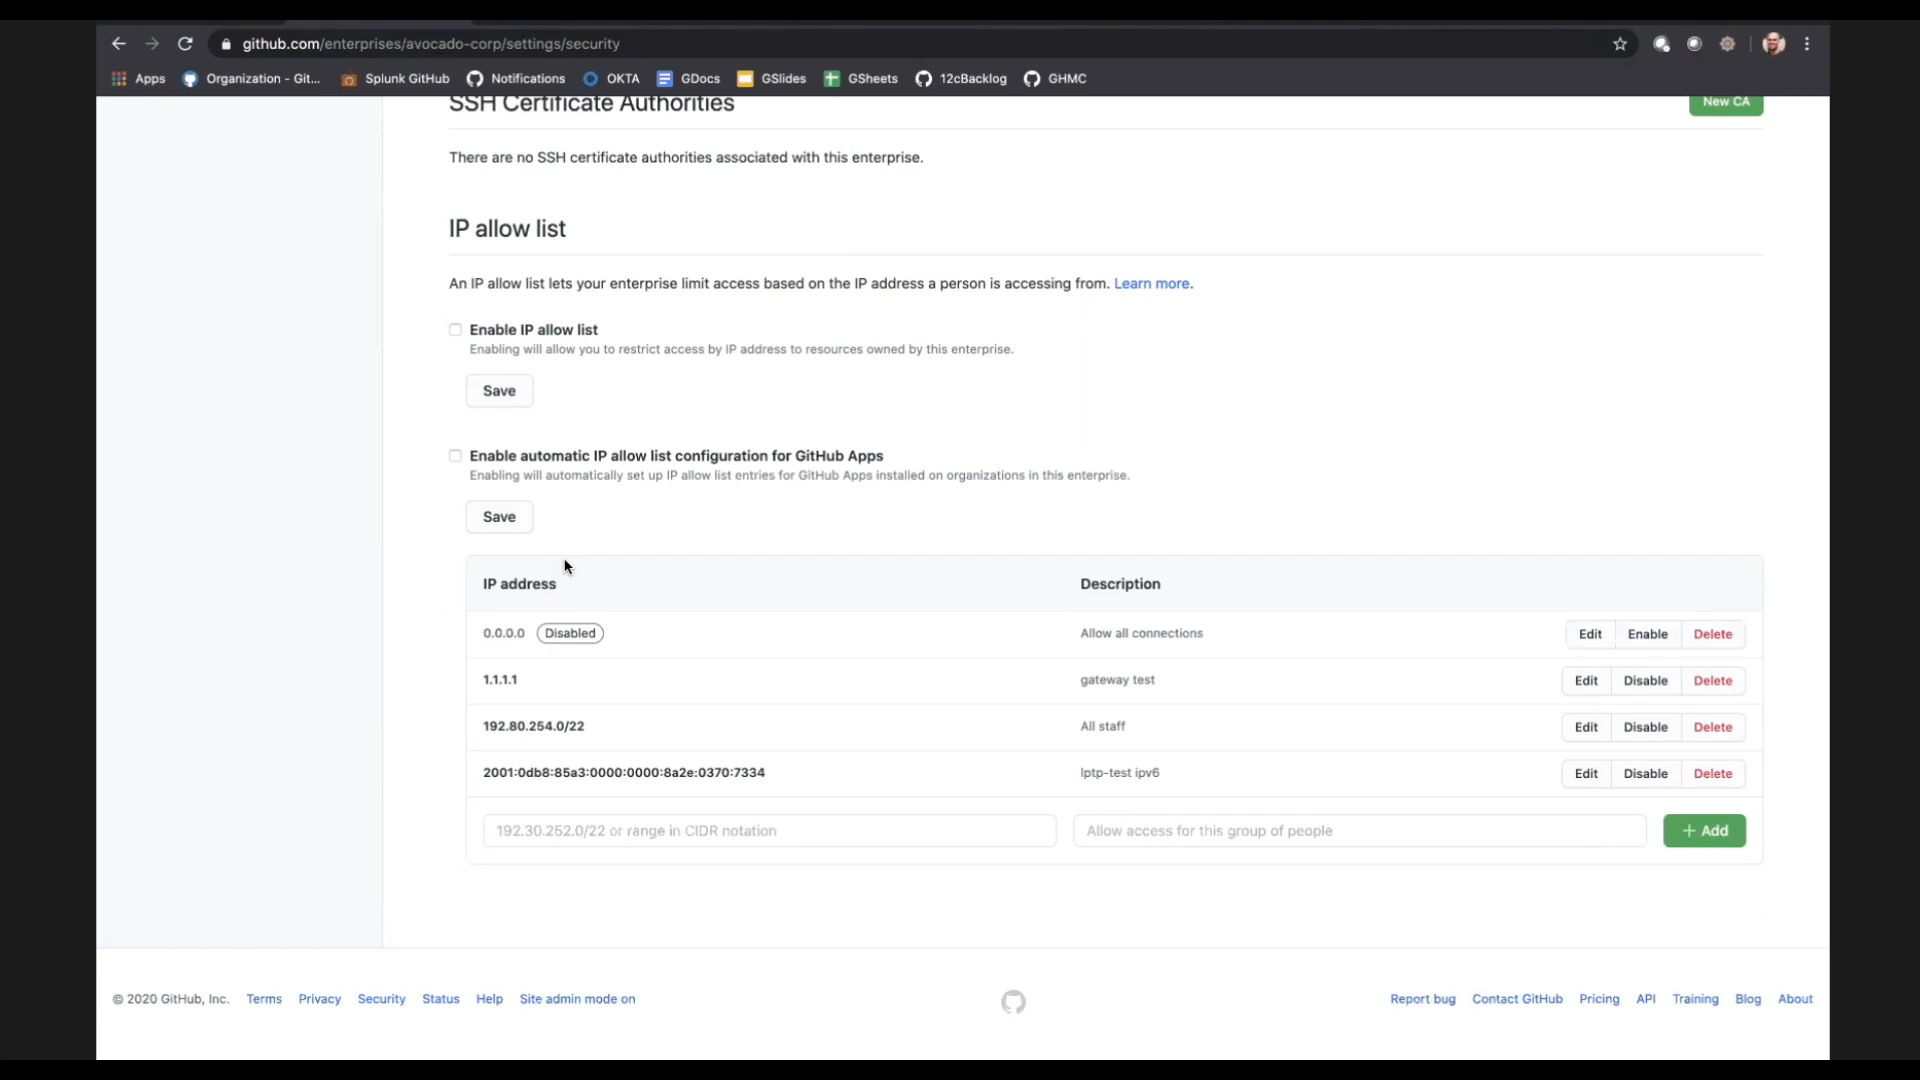 github.com/enterprises/avocado-corp/settings/security
Apps Organization - Git... Splunk GitHub Notifications OKTA GDocs GSlides GSheets 12cBacklog GHMC
SSH Certificate Authorities New CA
There are no SSH certificate authorities associated with this enterprise.
IP allow list
An IP allow list lets your enterprise limit access based on the IP address a person is accessing from. Learn more.
Enable IP allow list
Enabling will allow you to restrict access by IP address to resources owned by this enterprise.
Save
Enable automatic IP allow list configuration for GitHub Apps
Enabling will automatically set up IP allow list entries for GitHub Apps installed on organizations in this enterprise.
Save
IP address Description
0.0.0.0 Disabled Allow all connections Edit Enable Delete
1.1.1.1 gateway test Edit Disable Delete
192.80.254.0/22 All staff Edit Disable Delete
2001:0db8:85a3:0000:0000:8a2e:0370:7334 lptp-test ipv6 Edit Disable Delete
192.30.252.0/22 or range in CIDR notation Allow access for this group of people + Add
© 2020 GitHub, Inc. Terms Privacy Security Status Help Site admin mode on Report bug Contact GitHub Pricing API Training Blog About